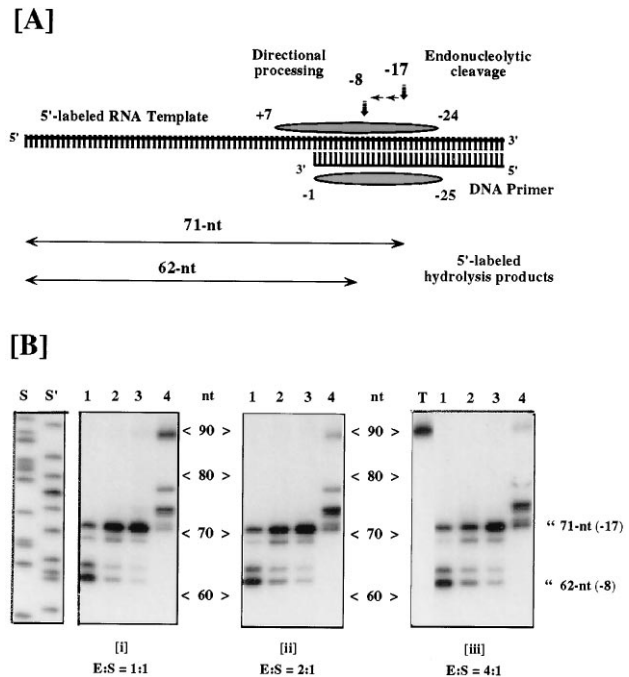 [A]
Directional processing
-8
-17
Endonucleolytic cleavage
5'-labeled RNA Template
+7
-24
5'
3'
3'
5'
-1
-25
DNA Primer
71-nt
62-nt
5'-labeled hydrolysis products
[B]
S S' 1 2 3 4 nt 1 2 3 4 nt T 1 2 3 4
< 90 > < 90 >
< 80 > < 80 >
< 70 > < 70 >
“ 71-nt (-17)
“ 62-nt (-8)
< 60 > < 60 >
[i] [ii] [iii]
E:S = 1:1 E:S = 2:1 E:S = 4:1